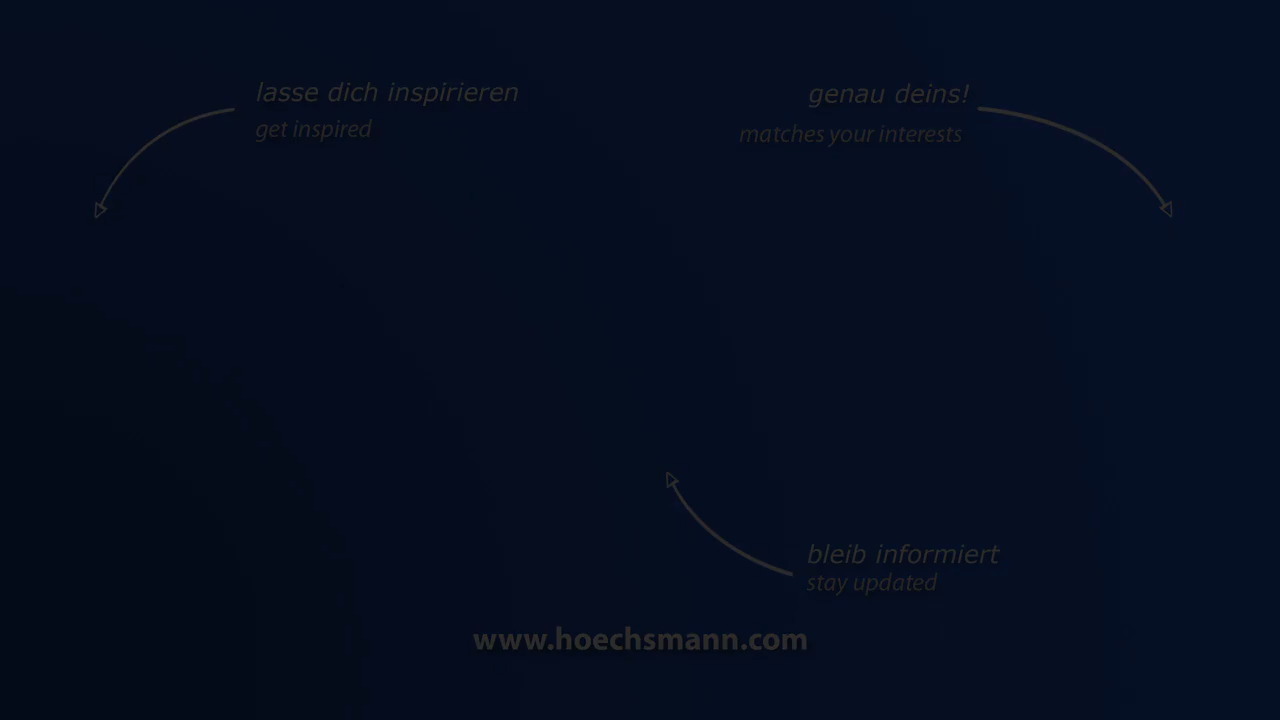 lasse dich inspirieren
get inspired
genau deins!
matches your interests
bleib informiert
stay updated
www.hoechsmann.com